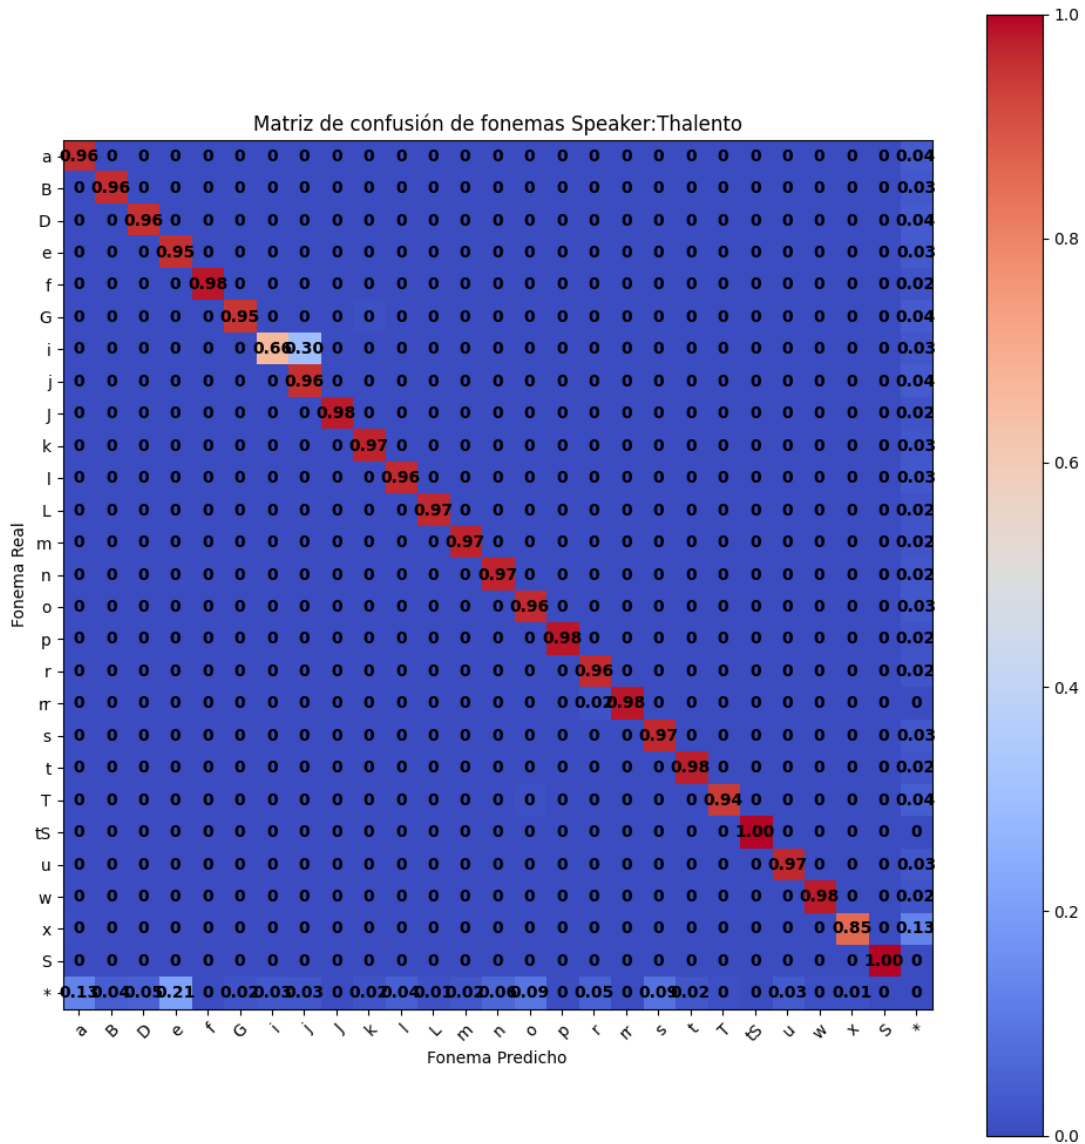 Matriz de confusión de fonemas Speaker:Thalento
a 0.96 0 0 0 0 0 0 0 0 0 0 0 0 0 0 0 0 0 0 0 0 0 0 0 0 0 0.04
B 0 0.96 0 0 0 0 0 0 0 0 0 0 0 0 0 0 0 0 0 0 0 0 0 0 0 0 0.03
D 0 0 0.96 0 0 0 0 0 0 0 0 0 0 0 0 0 0 0 0 0 0 0 0 0 0 0 0.04
e 0 0 0 0.95 0 0 0 0 0 0 0 0 0 0 0 0 0 0 0 0 0 0 0 0 0 0 0.03
f 0 0 0 0 0.98 0 0 0 0 0 0 0 0 0 0 0 0 0 0 0 0 0 0 0 0 0 0.02
G 0 0 0 0 0 0.95 0 0 0 0 0 0 0 0 0 0 0 0 0 0 0 0 0 0 0 0 0.04
i 0 0 0 0 0 0 0.66 0.30 0 0 0 0 0 0 0 0 0 0 0 0 0 0 0 0 0 0 0.03
j 0 0 0 0 0 0 0 0.96 0 0 0 0 0 0 0 0 0 0 0 0 0 0 0 0 0 0 0.04
J 0 0 0 0 0 0 0 0 0.98 0 0 0 0 0 0 0 0 0 0 0 0 0 0 0 0 0 0.02
k 0 0 0 0 0 0 0 0 0 0.97 0 0 0 0 0 0 0 0 0 0 0 0 0 0 0 0 0.03
l 0 0 0 0 0 0 0 0 0 0 0.96 0 0 0 0 0 0 0 0 0 0 0 0 0 0 0 0.03
L 0 0 0 0 0 0 0 0 0 0 0 0.97 0 0 0 0 0 0 0 0 0 0 0 0 0 0 0.02
m 0 0 0 0 0 0 0 0 0 0 0 0 0.97 0 0 0 0 0 0 0 0 0 0 0 0 0 0.02
n 0 0 0 0 0 0 0 0 0 0 0 0 0 0.97 0 0 0 0 0 0 0 0 0 0 0 0 0.02
o 0 0 0 0 0 0 0 0 0 0 0 0 0 0 0.96 0 0 0 0 0 0 0 0 0 0 0 0.03
p 0 0 0 0 0 0 0 0 0 0 0 0 0 0 0 0.98 0 0 0 0 0 0 0 0 0 0 0.02
r 0 0 0 0 0 0 0 0 0 0 0 0 0 0 0 0 0.96 0 0 0 0 0 0 0 0 0 0.02
rr 0 0 0 0 0 0 0 0 0 0 0 0 0 0 0 0 0.02 0.98 0 0 0 0 0 0 0 0 0
s 0 0 0 0 0 0 0 0 0 0 0 0 0 0 0 0 0 0 0.97 0 0 0 0 0 0 0 0.03
t 0 0 0 0 0 0 0 0 0 0 0 0 0 0 0 0 0 0 0 0.98 0 0 0 0 0 0 0.02
T 0 0 0 0 0 0 0 0 0 0 0 0 0 0 0 0 0 0 0 0 0.94 0 0 0 0 0 0.04
tS 0 0 0 0 0 0 0 0 0 0 0 0 0 0 0 0 0 0 0 0 0 1.00 0 0 0 0 0
u 0 0 0 0 0 0 0 0 0 0 0 0 0 0 0 0 0 0 0 0 0 0 0.97 0 0 0 0.03
w 0 0 0 0 0 0 0 0 0 0 0 0 0 0 0 0 0 0 0 0 0 0 0 0.98 0 0 0.02
x 0 0 0 0 0 0 0 0 0 0 0 0 0 0 0 0 0 0 0 0 0 0 0 0 0.85 0 0.13
S 0 0 0 0 0 0 0 0 0 0 0 0 0 0 0 0 0 0 0 0 0 0 0 0 0 1.00 0
* 0.13 0.04 0.05 0.21 0 0.02 0.03 0.03 0 0.02 0.04 0.01 0.02 0.06 0.09 0 0.05 0 0.09 0.02 0 0 0.03 0 0.01 0 0
a B D e f G i j J k l L m n o p r rr s t T tS u w x S *
Fonema Predicho
Fonema Real
1.0
0.8
0.6
0.4
0.2
0.0